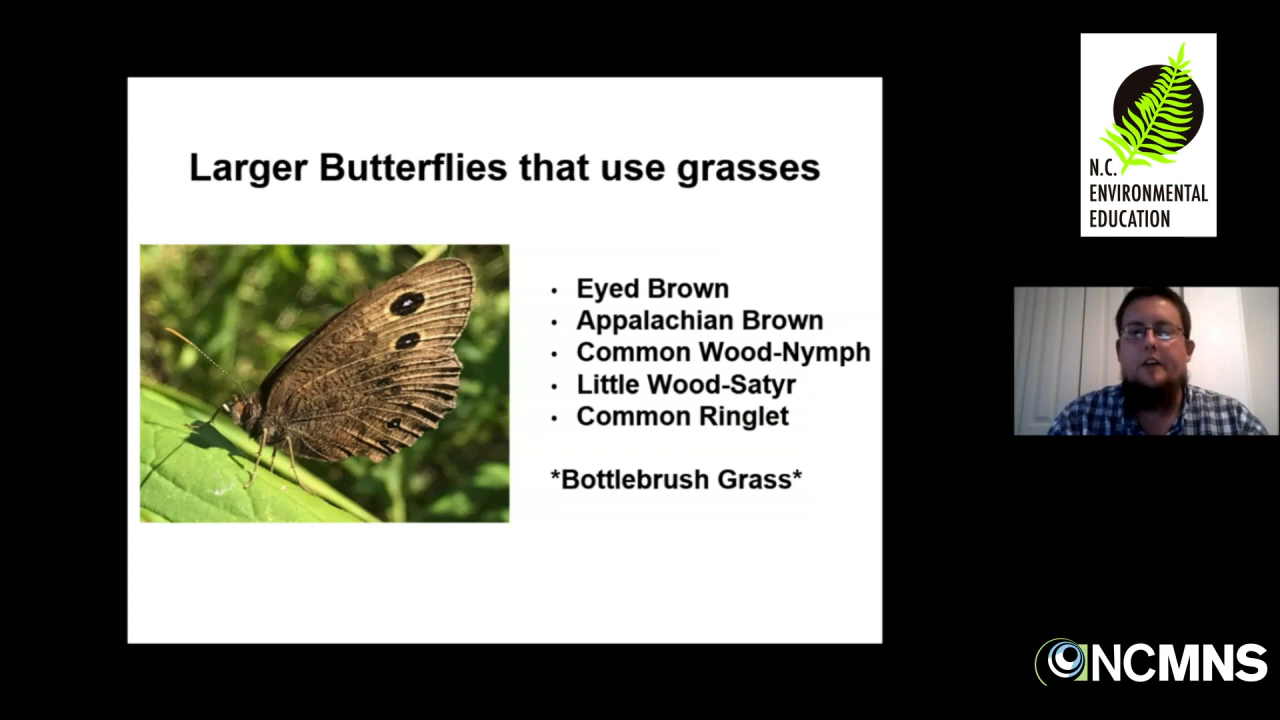 Larger Butterflies that use grasses
• Eyed Brown
• Appalachian Brown
• Common Wood-Nymph
• Little Wood-Satyr
• Common Ringlet
*Bottlebrush Grass*
N.C.
ENVIRONMENTAL
EDUCATION
NCMNS